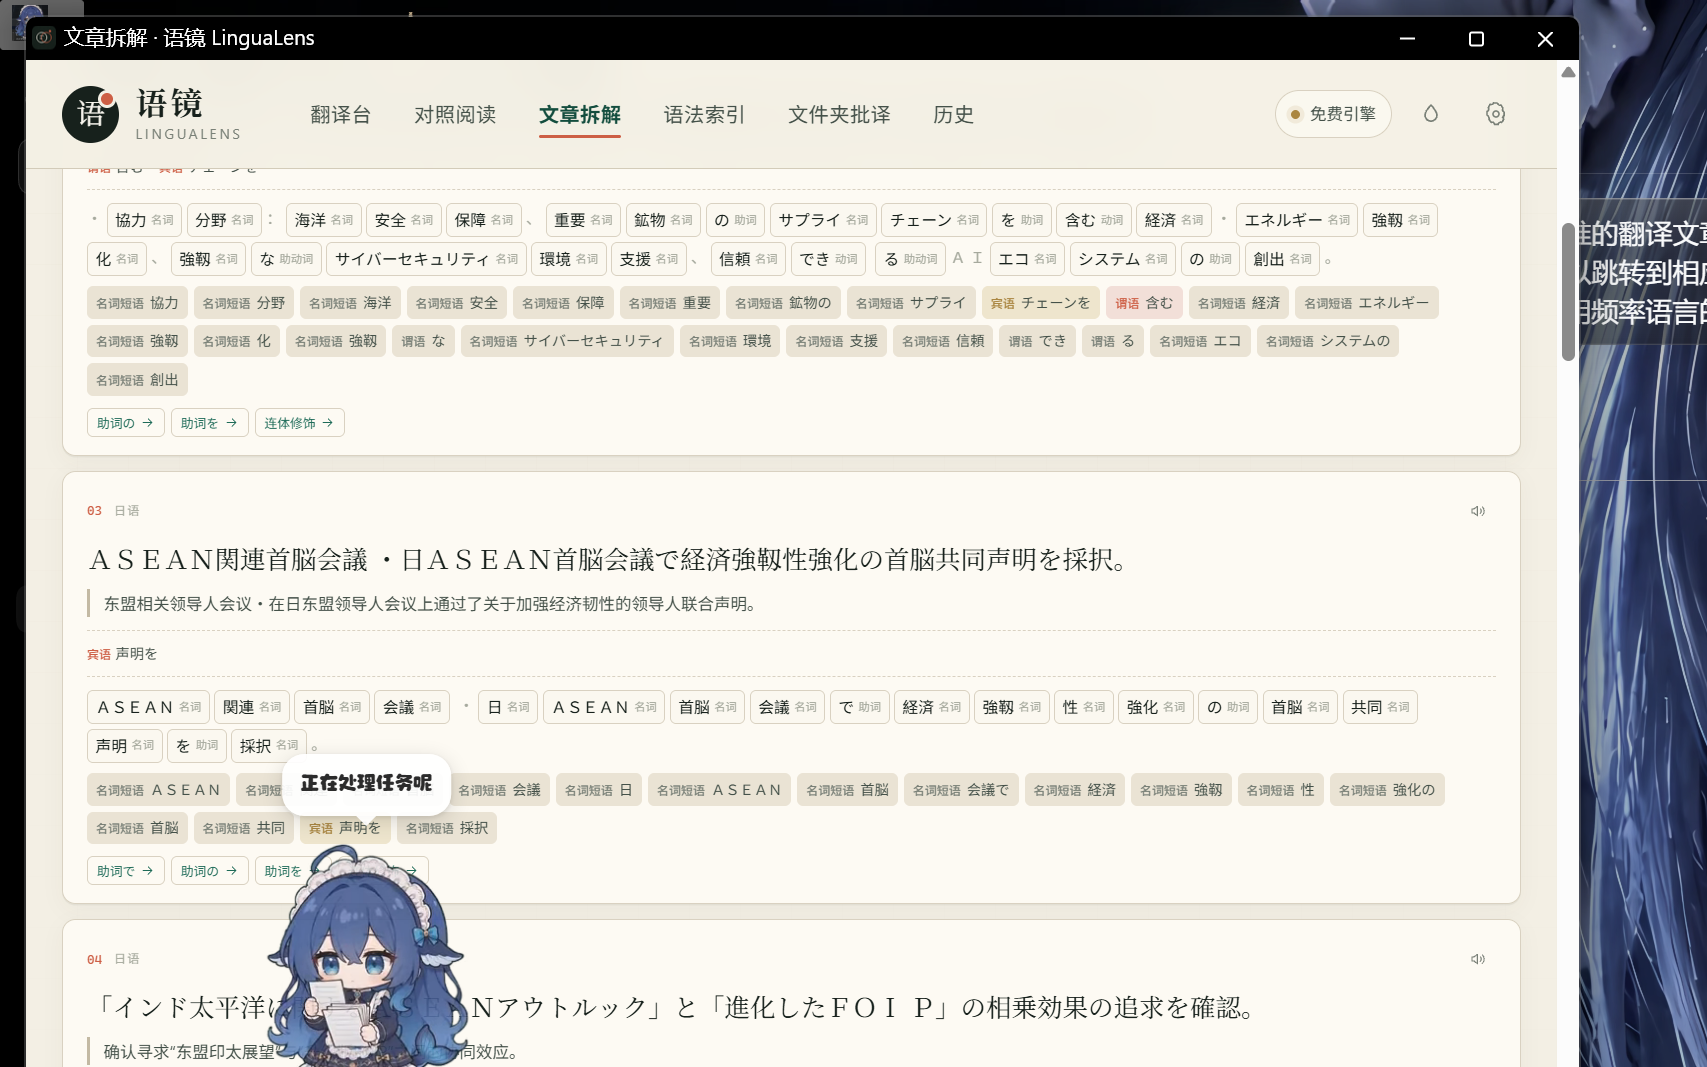 文章拆解 · 语镜 LinguaLens
语 语镜
LINGUALENS
翻译台 对照阅读 文章拆解 语法索引 文件夹批译 历史
免费引擎
・ 協力 名词 分野 名词 ： 海洋 名词 安全 名词 保障 名词 、 重要 名词 鉱物 名词 の 助词 サプライ 名词 チェーン 名词 を 助词 含む 动词 経済 名词 ・ エネルギー 名词 強靱 名词
化 名词 、 強靱 名词 な 助动词 サイバーセキュリティ 名词 環境 名词 支援 名词 、 信頼 名词 でき 动词 る 助动词 ＡＩ エコ 名词 システム 名词 の 助词 創出 名词 。
名词短语 協力 名词短语 分野 名词短语 海洋 名词短语 安全 名词短语 保障 名词短语 重要 名词短语 鉱物の 名词短语 サプライ 宾语 チェーンを 谓语 含む 名词短语 経済 名词短语 エネルギー
名词短语 強靱 名词短语 化 名词短语 強靱 谓语 な 名词短语 サイバーセキュリティ 名词短语 環境 名词短语 支援 名词短语 信頼 谓语 でき 谓语 る 名词短语 エコ 名词短语 システムの
名词短语 創出
助词の → 助词を → 连体修饰 →
03 日语
ＡＳＥＡＮ関連首脳会議 ・日ＡＳＥＡＮ首脳会議で経済強靱性強化の首脳共同声明を採択。
东盟相关领导人会议・在日东盟领导人会议上通过了关于加强经济韧性的领导人联合声明。
宾语 声明を
ＡＳＥＡＮ 名词 関連 名词 首脳 名词 会議 名词 ・ 日 名词 ＡＳＥＡＮ 名词 首脳 名词 会議 名词 で 助词 経済 名词 強靱 名词 性 名词 強化 名词 の 助词 首脳 名词 共同 名词
声明 名词 を 助词 採択 名词 。
正在处理任务呢
名词短语 ＡＳＥＡＮ 名词短语 会議 名词短语 日 名词短语 ＡＳＥＡＮ 名词短语 首脳 名词短语 会議で 名词短语 経済 名词短语 強靱 名词短语 性 名词短语 強化の
名词短语 首脳 名词短语 共同 宾语 声明を 名词短语 採択
助词で → 助词の → 助词を →
04 日语
「インド太平洋に ＡＳＥＡＮアウトルック」と「進化したＦＯＩＰ」の相乗効果の追求を確認。
确认寻求“东盟印太展望” 同效应。
的翻译文章
跳转到相应
频率语言的